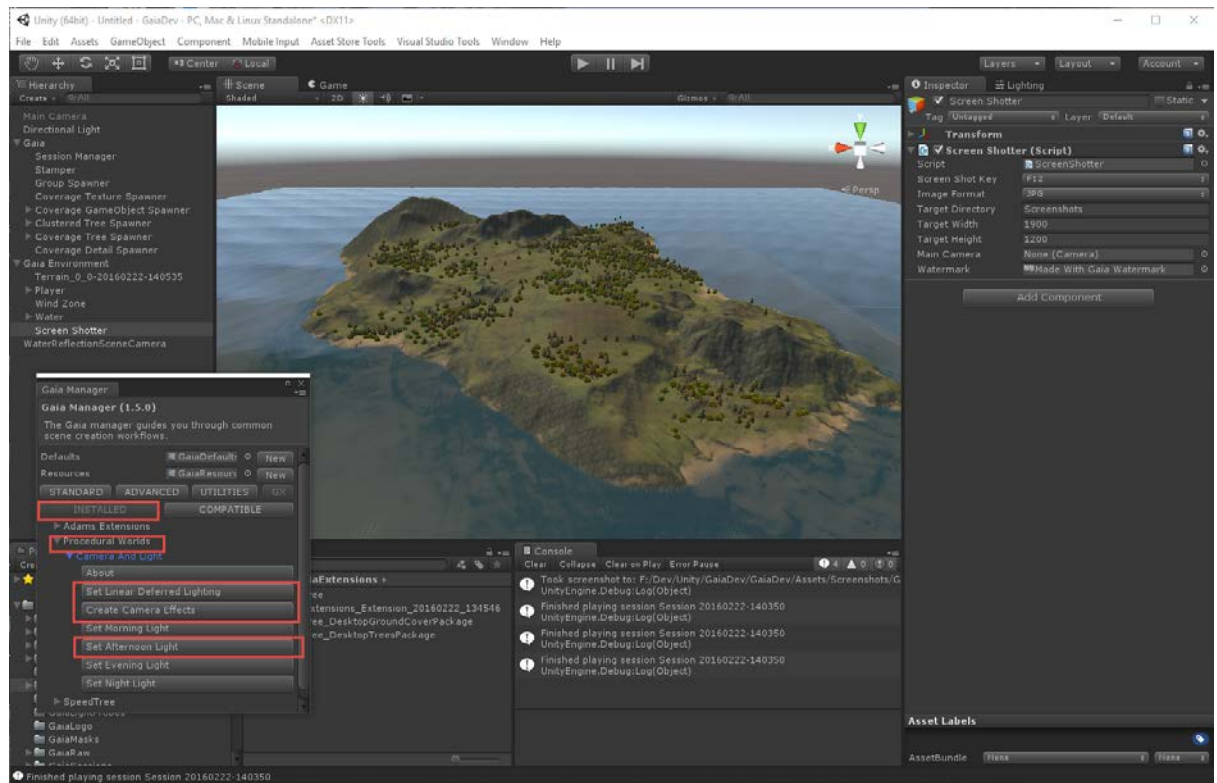 Unity (64bit) - Untitled - GaiaDev - PC, Mac & Linux Standalone* <DX11>
File Edit Assets GameObject Component Mobile Input Asset Store Tools Visual Studio Tools Window Help
Center Local Layers Layout Account
Hierarchy Scene Game Inspector Lighting
Create All Shaded 2D Gizmos All
Screen Shotter Static
Tag Untagged Layer Default
Main Camera
Directional Light
Gaia
Session Manager
Stamper
Group Spawner
Coverage Texture Spawner
Coverage GameObject Spawner
Clustered Tree Spawner
Coverage Tree Spawner
Coverage Detail Spawner
Gaia Environment
Terrain_0_0-20160222-140535
Player
Wind Zone
Water
Screen Shotter
WaterReflectionSceneCamera
Persp
Transform
Screen Shotter (Script)
Script ScreenShotter
Screen Shot Key F12
Image Format JPG
Target Directory Screenshots
Target Width 1900
Target Height 1200
Main Camera None (Camera)
Watermark Made With Gaia Watermark
Add Component
Gaia Manager
Gaia Manager (1.5.0)
The Gaia manager guides you through common
scene creation workflows.
Defaults GaiaDefault New
Resources GaiaResour New
STANDARD ADVANCED UTILITIES GX
INSTALLED COMPATIBLE
Adams Extensions
Procedural Worlds
Camera And Light
About
Set Linear Deferred Lighting
Create Camera Effects
Set Morning Light
Set Afternoon Light
Set Evening Light
Set Night Light
SpeedTree
GaiaLogo
GaiaMasks
GaiaRaw
iaExtensions
ree
xtensions_Extension_20160222_134546
ree_DesktopGroundCoverPackage
ree_DesktopTreesPackage
Console
Clear Collapse Clear on Play Error Pause 4 0 0
Took screenshot to: F:/Dev/Unity/GaiaDev/GaiaDev/Assets/Screenshots/G
UnityEngine.Debug:Log(Object)
Finished playing session Session 20160222-140350
UnityEngine.Debug:Log(Object)
Finished playing session Session 20160222-140350
UnityEngine.Debug:Log(Object)
Finished playing session Session 20160222-140350
UnityEngine.Debug:Log(Object)
Asset Labels
AssetBundle None None
Finished playing session Session 20160222-140350